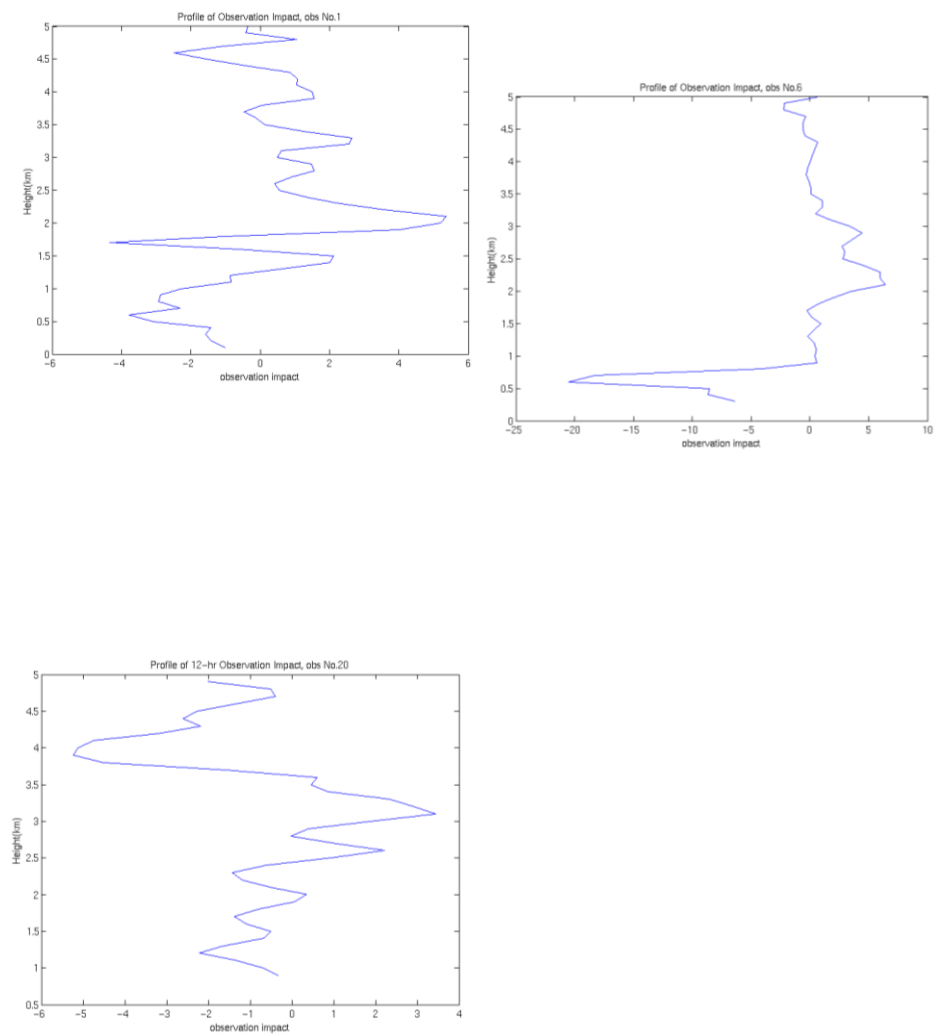 Profile of Observation Impact, obs No.1
5
4.5
4
3.5
3
2.5
2
1.5
1
0.5
0
Height(km)
−6 −4 −2 0 2 4 6
observation impact
Profile of Observation Impact, obs No.6
5
4.5
4
3.5
3
2.5
2
1.5
1
0.5
0
Height(km)
−25 −20 −15 −10 −5 0 5 10
observation impact
Profile of 12−hr Observation Impact, obs No.20
5
4.5
4
3.5
3
2.5
2
1.5
1
0.5
Height(km)
−6 −5 −4 −3 −2 −1 0 1 2 3 4
observation impact